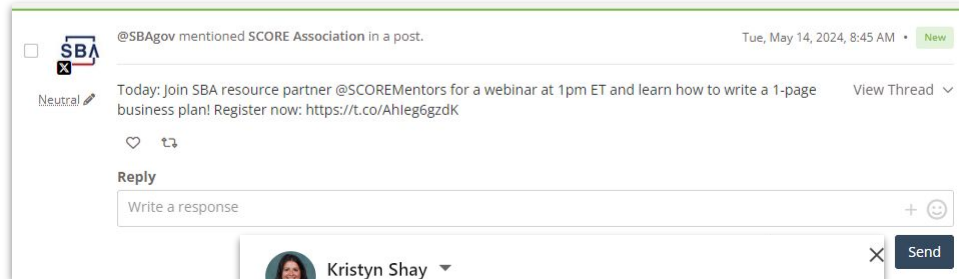 @SBAgov mentioned SCORE Association in a post.
Tue, May 14, 2024, 8:45 AM • New
SBA
X
Neutral
Today: Join SBA resource partner @SCOREMentors for a webinar at 1pm ET and learn how to write a 1-page
View Thread
business plan! Register now: https://t.co/AhIeg6gzdK
Reply
Write a response
Send
Kristyn Shay